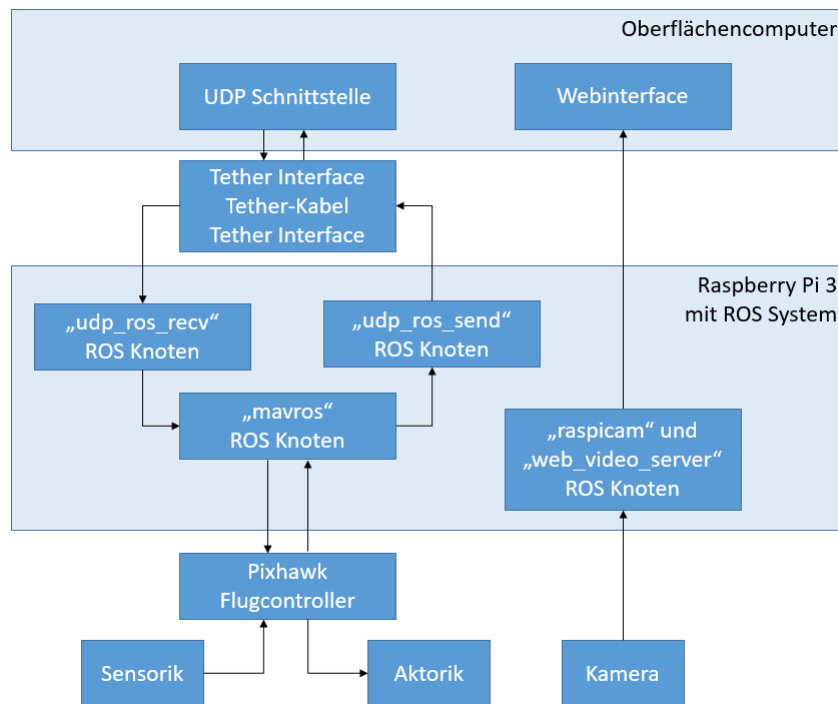 Oberflächencomputer
UDP Schnittstelle
Webinterface
Tether Interface
Tether-Kabel
Tether Interface
Raspberry Pi 3
mit ROS System
„udp_ros_recv“
ROS Knoten
„udp_ros_send“
ROS Knoten
„mavros“
ROS Knoten
„raspicam“ und
„web_video_server“
ROS Knoten
Pixhawk
Flugcontroller
Sensorik
Aktorik
Kamera